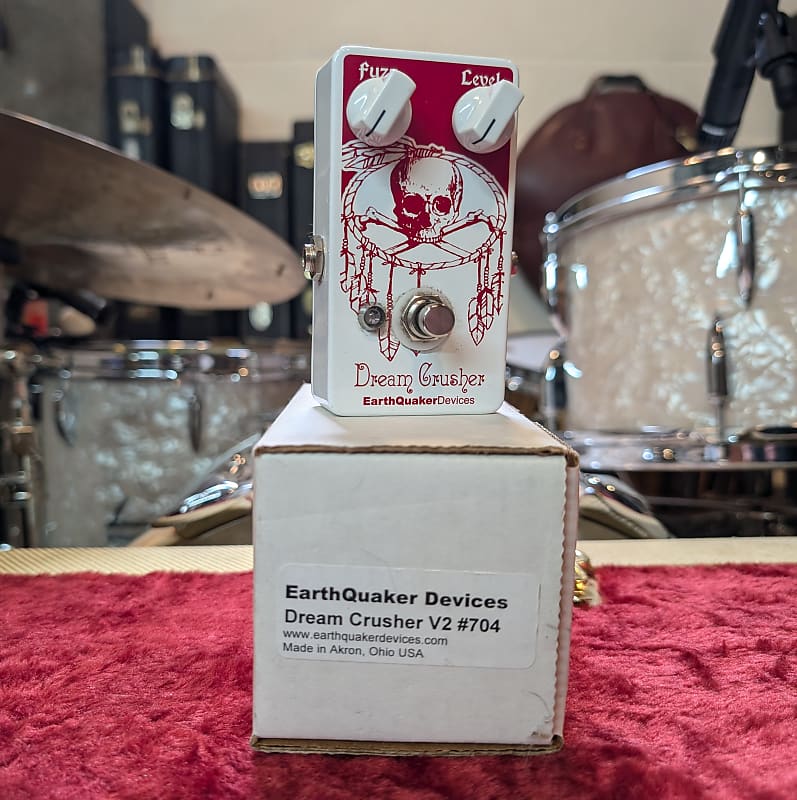 fuzz Level
Dream Crusher
EarthQuakerDevices
EarthQuaker Devices
Dream Crusher V2 #704
www.earthquakerdevices.com
Made in Akron, Ohio USA